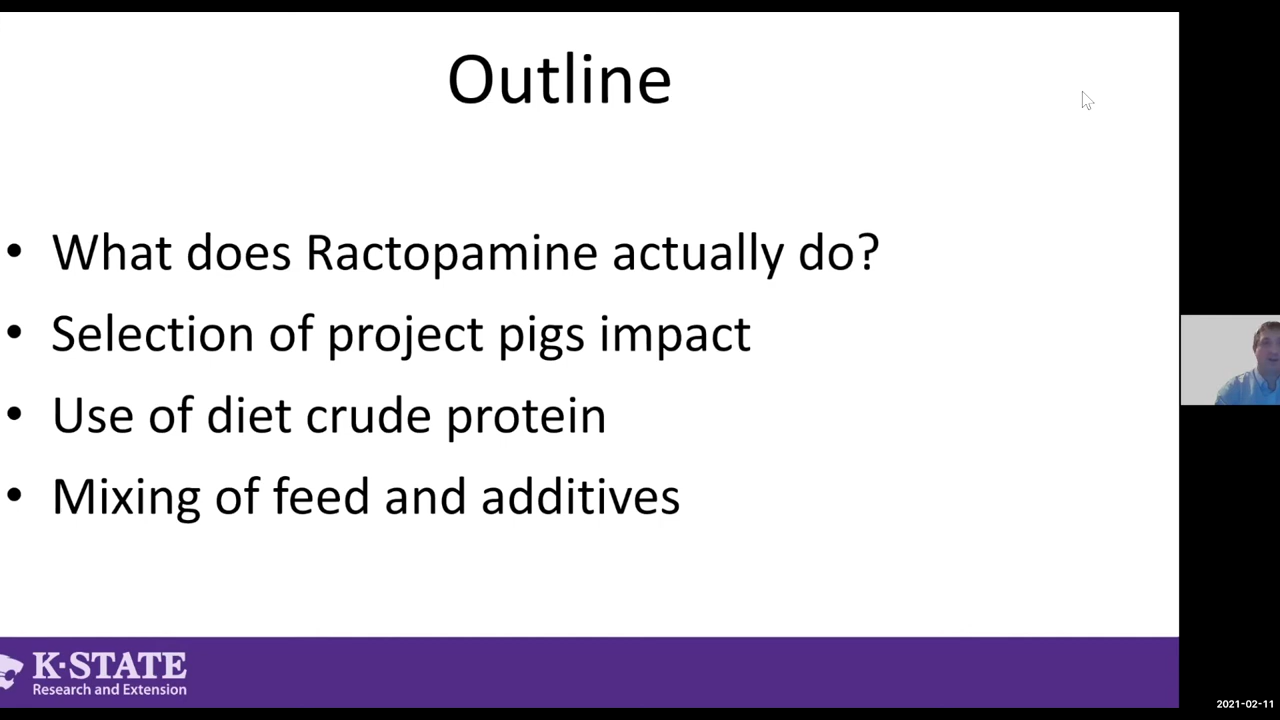 Outline
• What does Ractopamine actually do?
• Selection of project pigs impact
• Use of diet crude protein
• Mixing of feed and additives
K·STATE
Research and Extension
2021-02-11